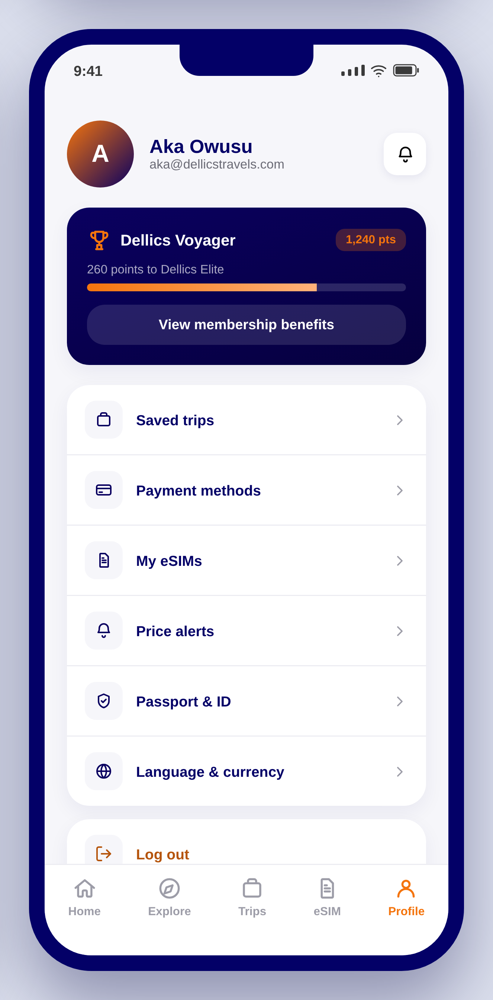 9:41
A
Aka Owusu
aka@dellicstravels.com
Dellics Voyager
1,240 pts
260 points to Dellics Elite
View membership benefits
Saved trips
Payment methods
My eSIMs
Price alerts
Passport & ID
Language & currency
Log out
Home Explore Trips eSIM Profile